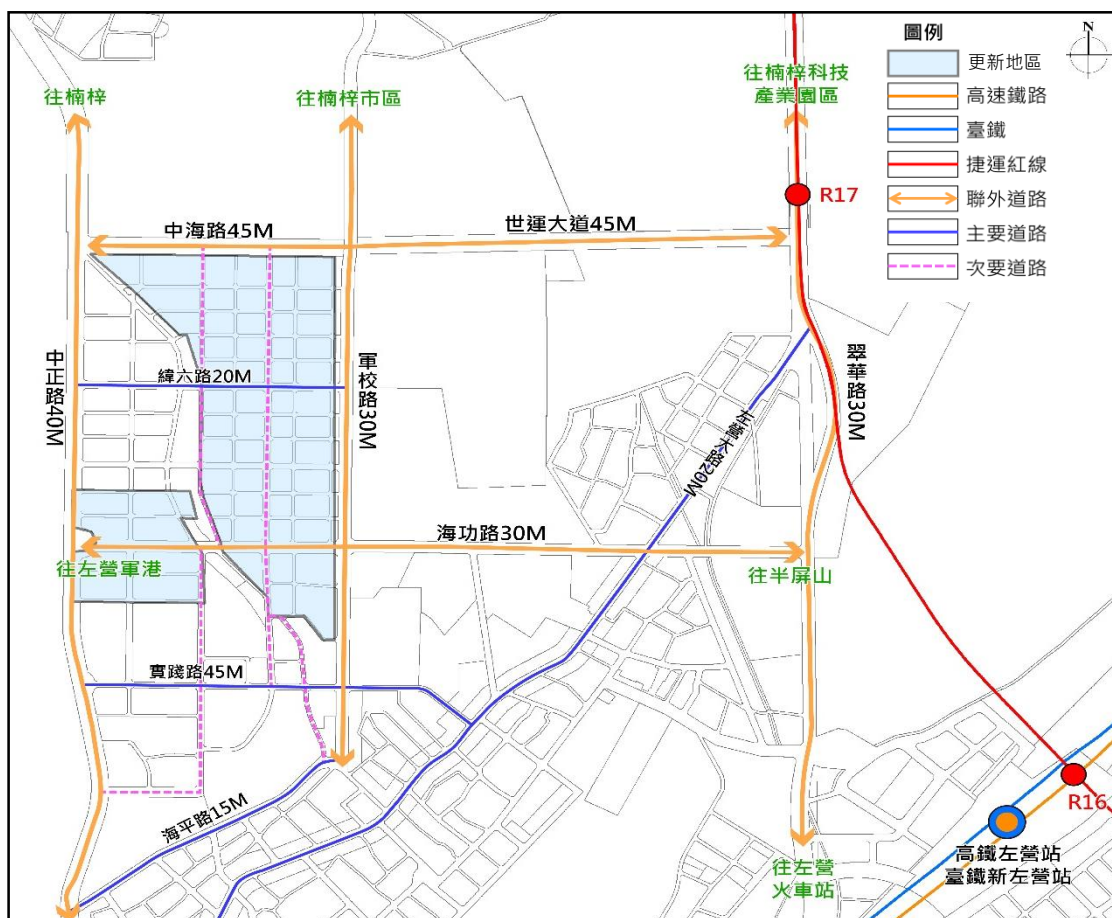 圖例
更新地區
高速鐵路
臺鐵
捷運紅線
聯外道路
主要道路
次要道路
N
往楠梓
往楠梓市區
往楠梓科技
產業園區
R17
中海路45M
世運大道45M
中正路40M
緯六路20M
軍校路30M
左營大路20M
翠華路30M
海功路30M
往左營軍港
往半屏山
實踐路45M
海平路15M
R16
高鐵左營站
臺鐵新左營站
往左營
火車站